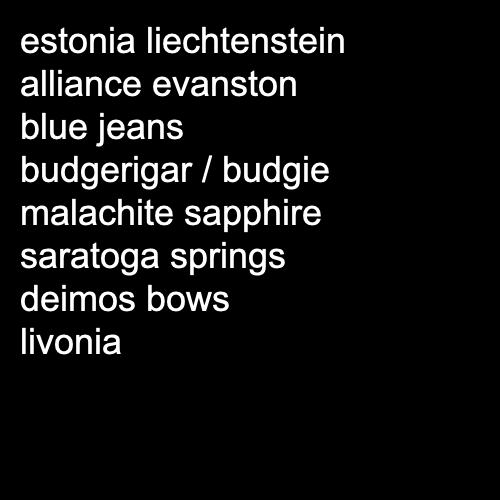 estonia liechtenstein
alliance evanston
blue jeans
budgerigar / budgie
malachite sapphire
saratoga springs
deimos bows
livonia